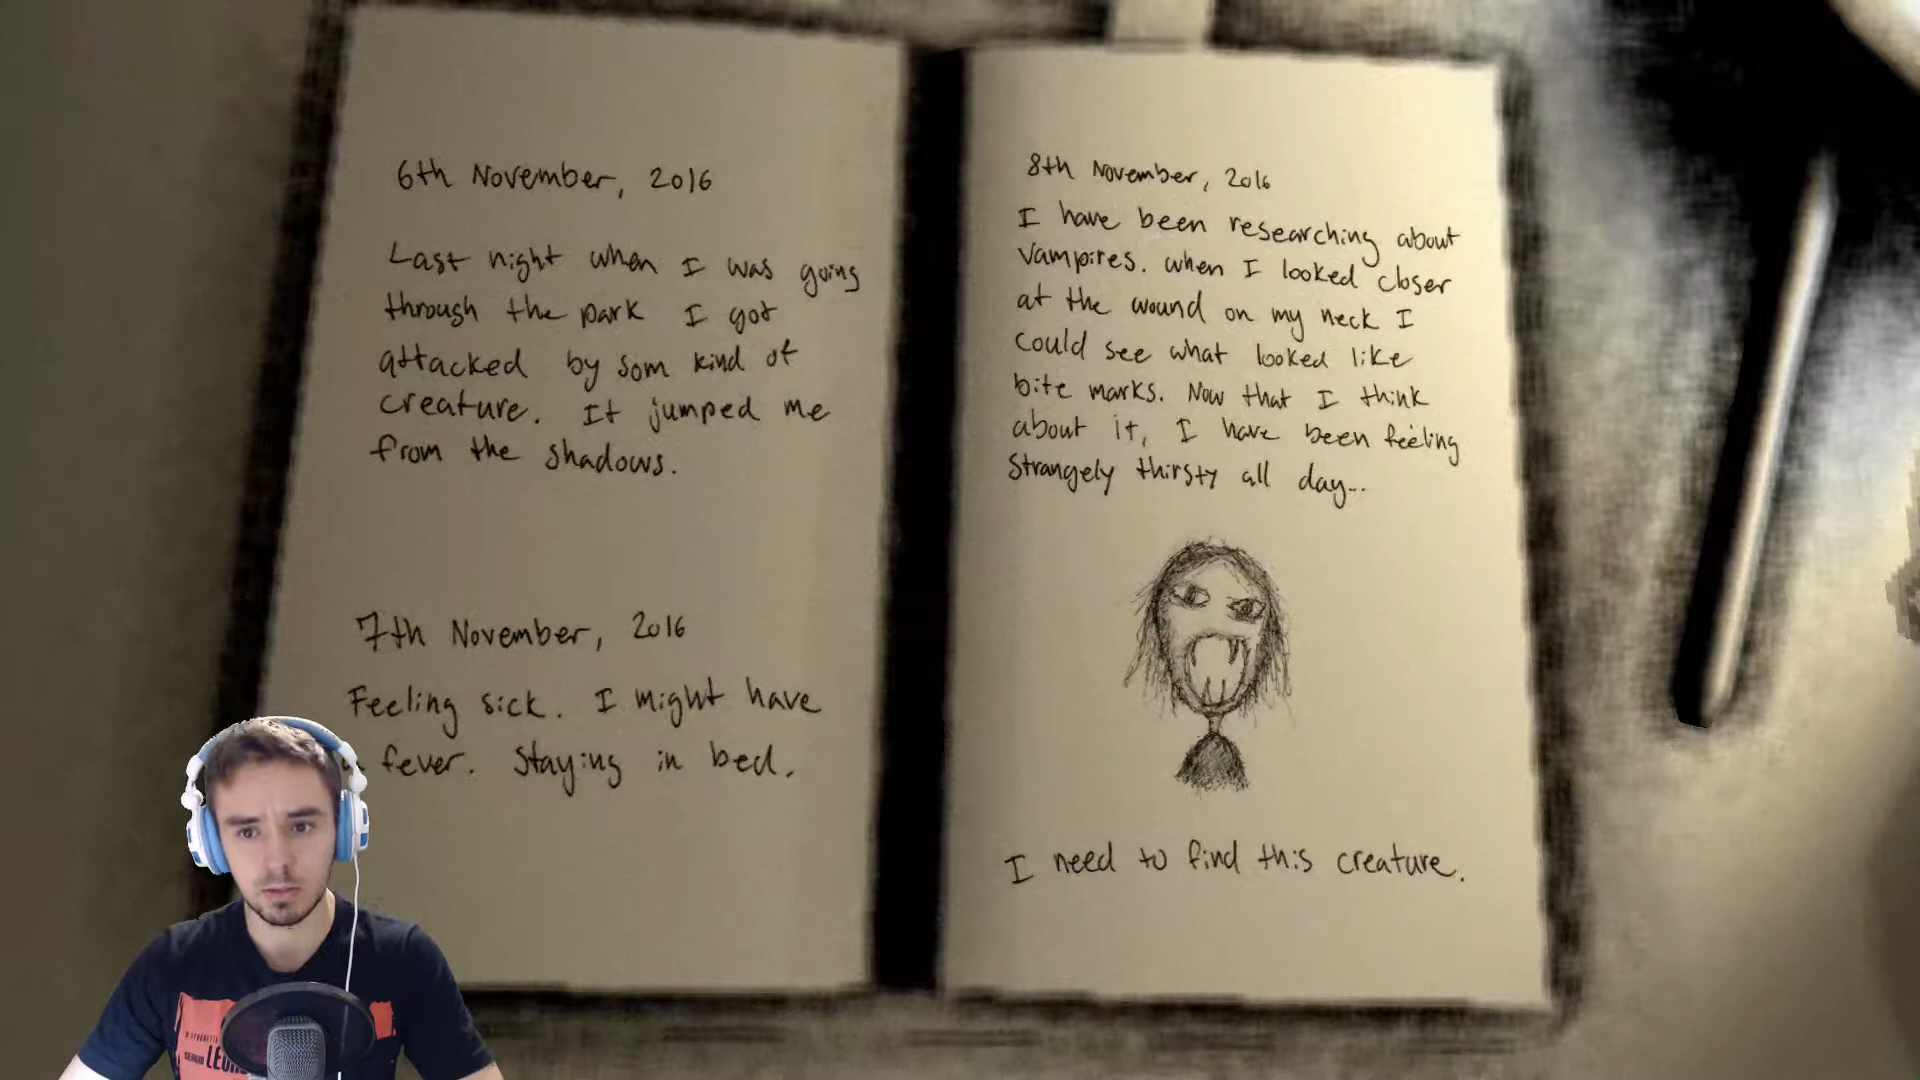 6th November, 2016
Last night when I was going
through the park I got
attacked by som kind of
creature. It jumped me
from the shadows.
7th November, 2016
Feeling sick. I might have
fever. Staying in bed.
8th November, 2016
I have been researching about
vampires. when I looked closer
at the wound on my neck I
could see what looked like
bite marks. Now that I think
about it, I have been feeling
strangely thirsty all day...
I need to find this creature.